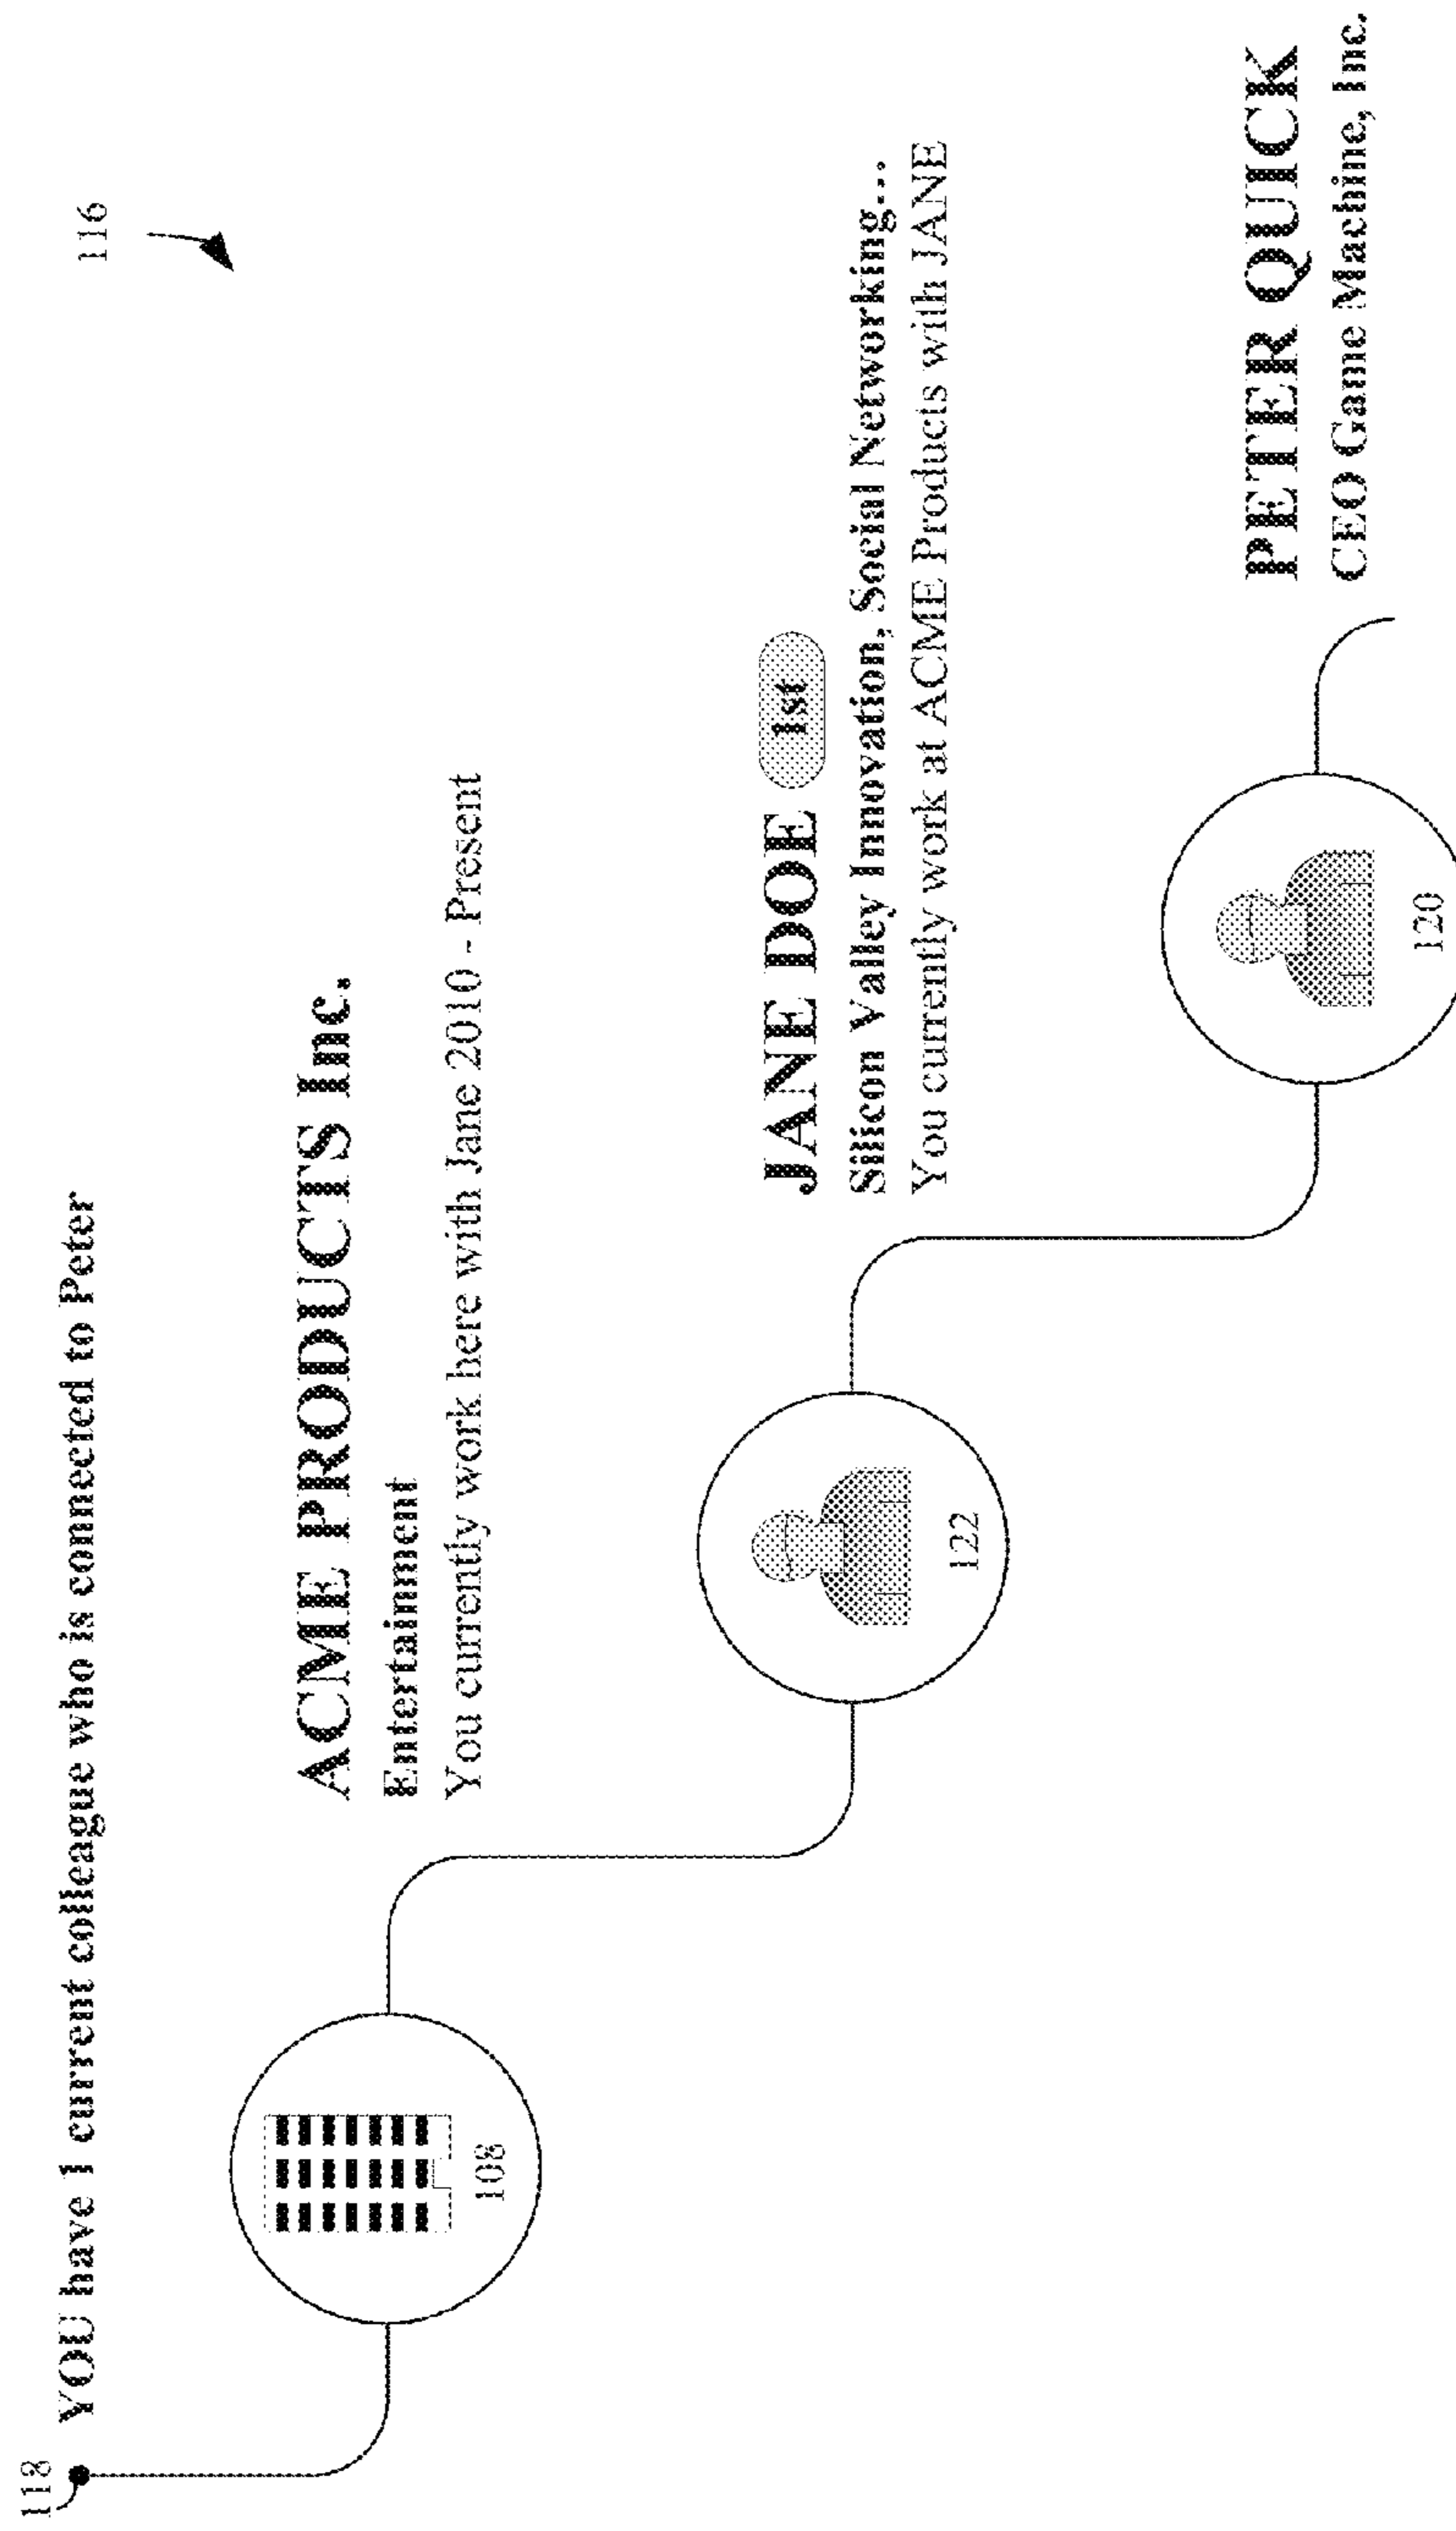 116
118
YOU have 1 current colleague who is connected to Peter
ACME PRODUCTS Inc.
Entertainment
You currently work here with Jane 2010 - Present
108
JANE DOE 1st
Silicon Valley Innovation, Social Networking...
You currently work at ACME Products with JANE
122
PETER QUICK
CEO Game Machine, Inc.
120